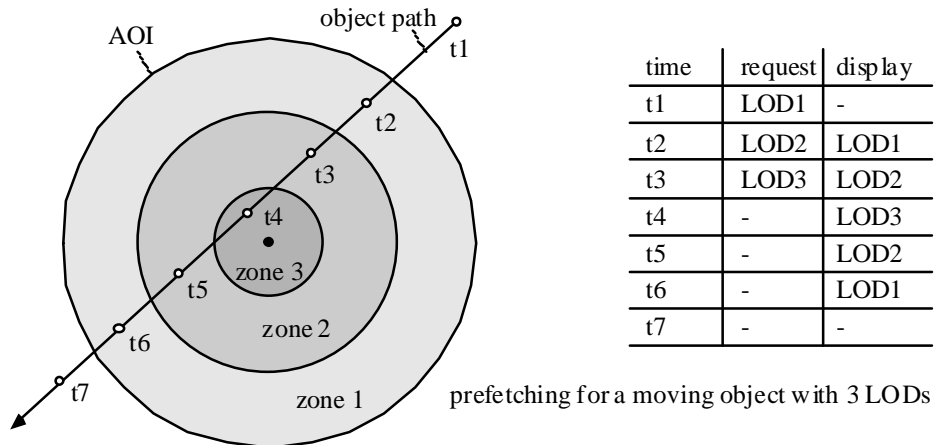 object path
AOI
t1
t2
t3
t4
t5
t6
t7
zone 3
zone 2
zone 1
time request display
t1 LOD1 -
t2 LOD2 LOD1
t3 LOD3 LOD2
t4 - LOD3
t5 - LOD2
t6 - LOD1
t7 - -
prefetching for a moving object with 3 LODs